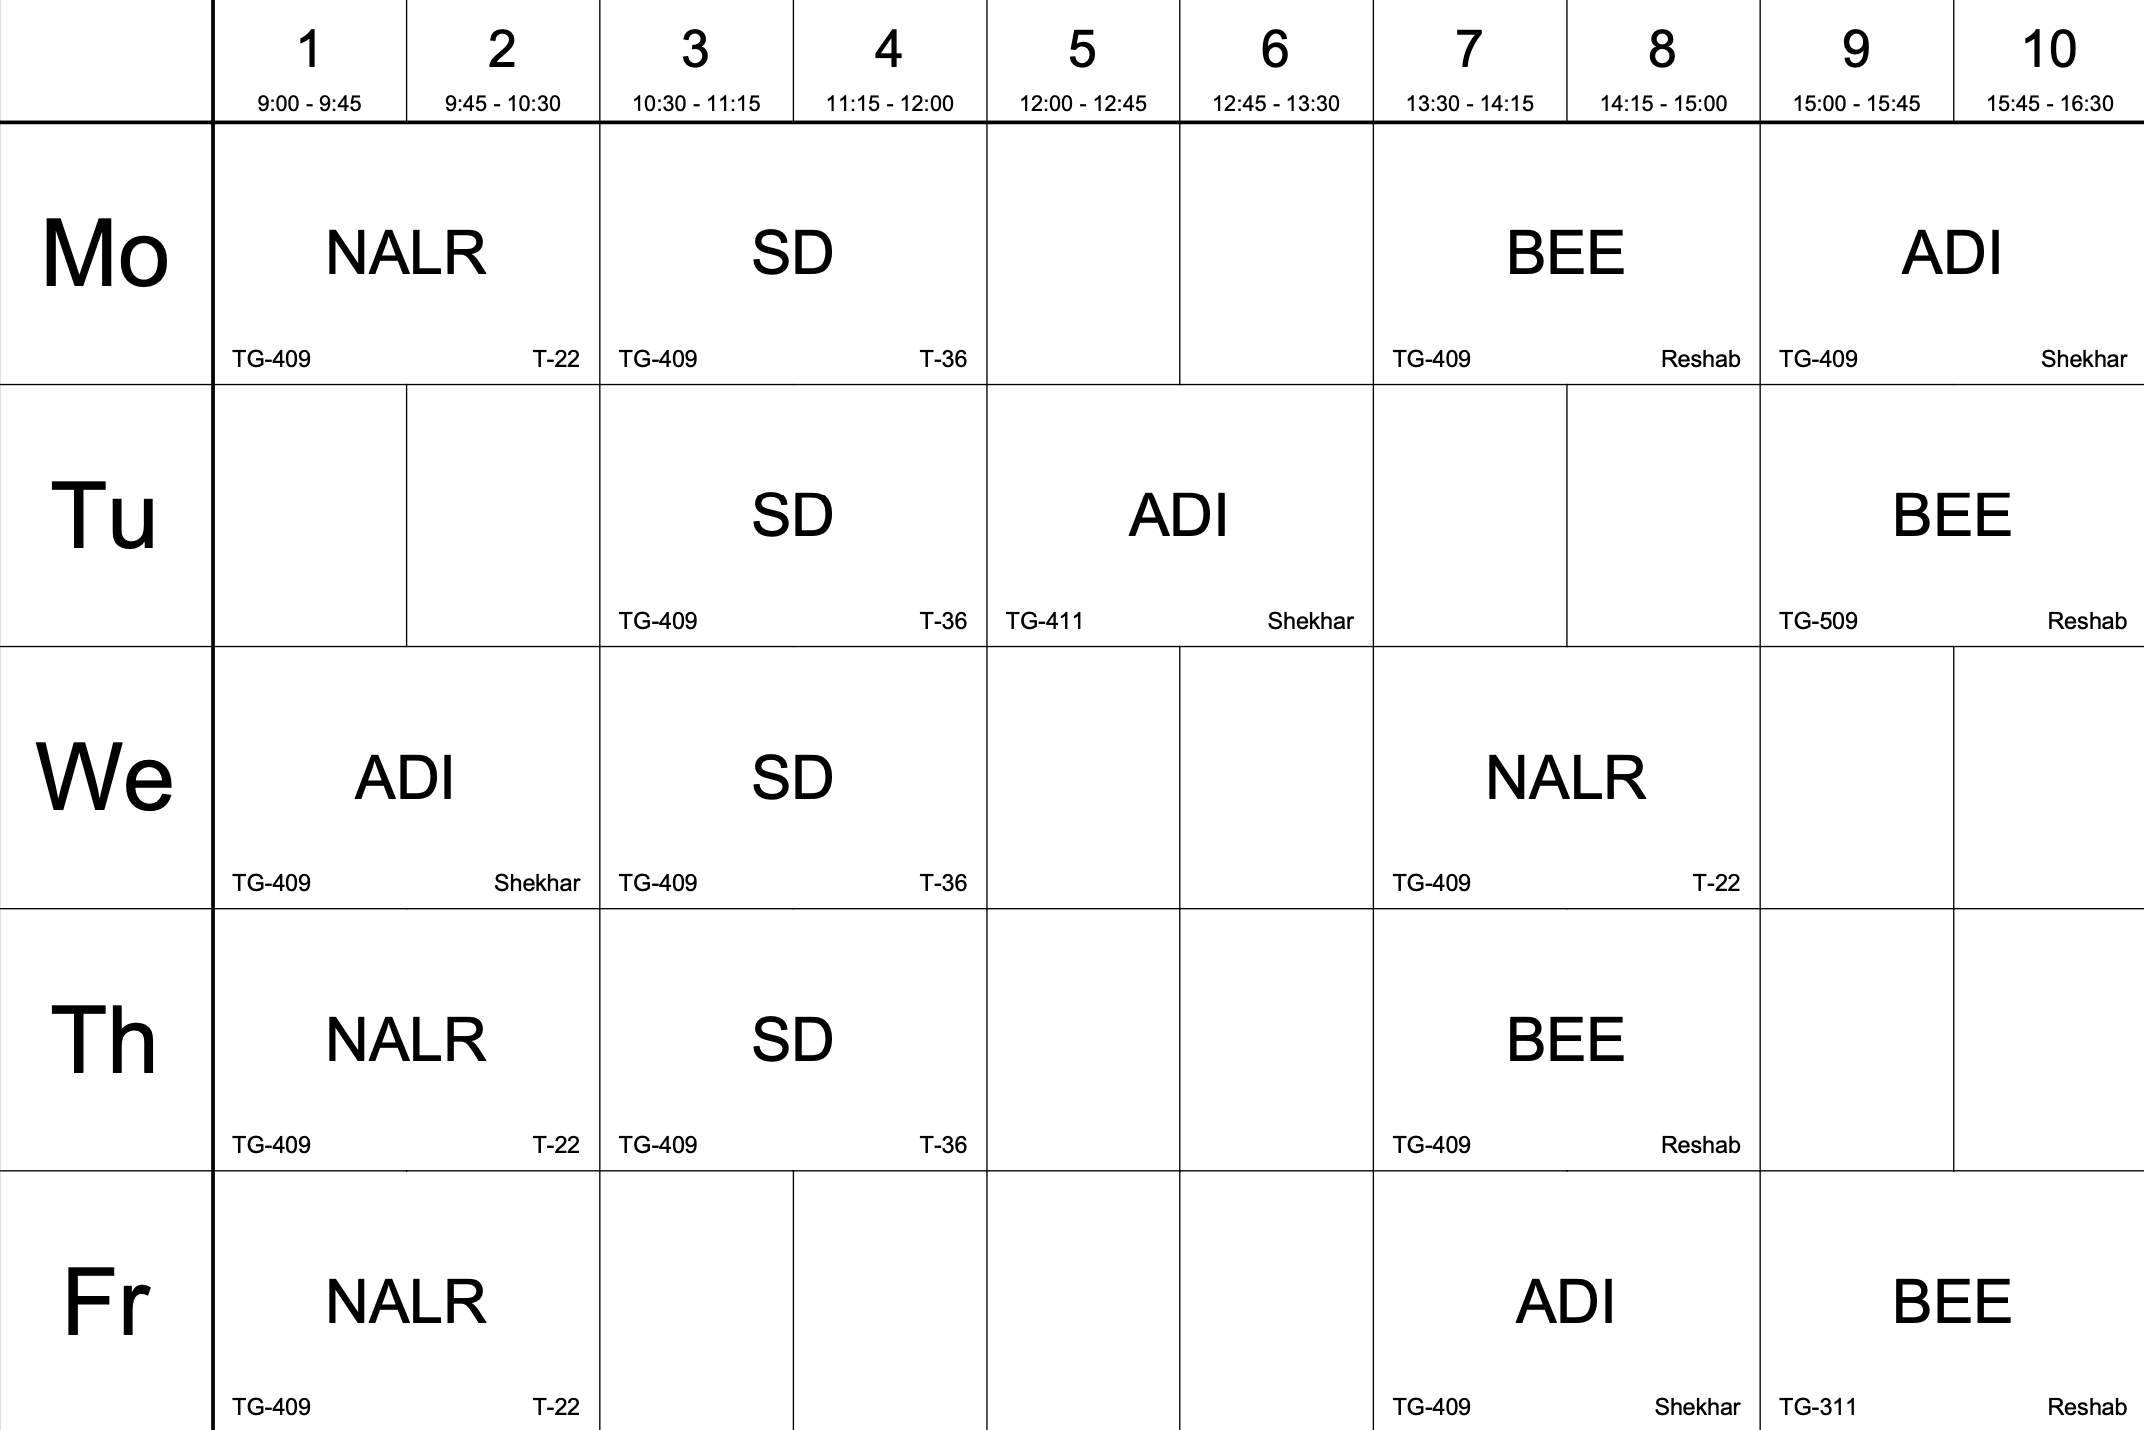 1 2 3 4 5 6 7 8 9 10
9:00 - 9:45 9:45 - 10:30 10:30 - 11:15 11:15 - 12:00 12:00 - 12:45 12:45 - 13:30 13:30 - 14:15 14:15 - 15:00 15:00 - 15:45 15:45 - 16:30
Mo NALR SD BEE ADI
TG-409 T-22 TG-409 T-36 TG-409 Reshab TG-409 Shekhar
Tu SD ADI BEE
TG-409 T-36 TG-411 Shekhar TG-509 Reshab
We ADI SD NALR
TG-409 Shekhar TG-409 T-36 TG-409 T-22
Th NALR SD BEE
TG-409 T-22 TG-409 T-36 TG-409 Reshab
Fr NALR ADI BEE
TG-409 T-22 TG-409 Shekhar TG-311 Reshab